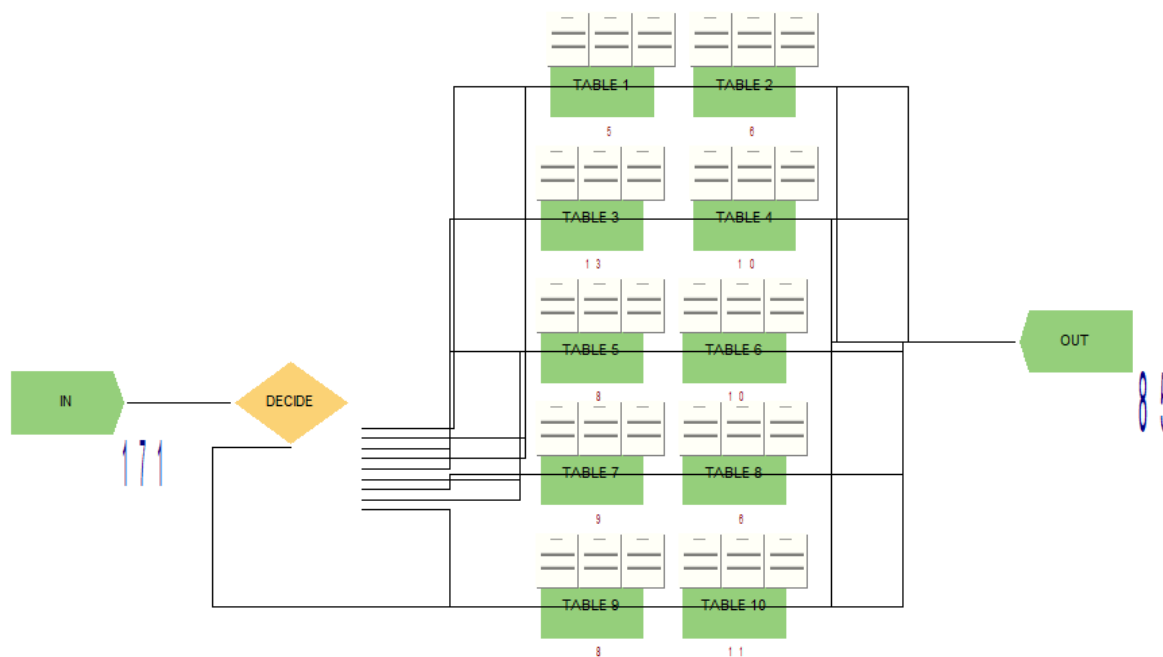 TABLE 1 TABLE 2
5 6
TABLE 3 TABLE 4
13 10
TABLE 5 TABLE 6
8 10
OUT
85
IN
DECIDE
171
TABLE 7 TABLE 8
9 6
TABLE 9 TABLE 10
8 11